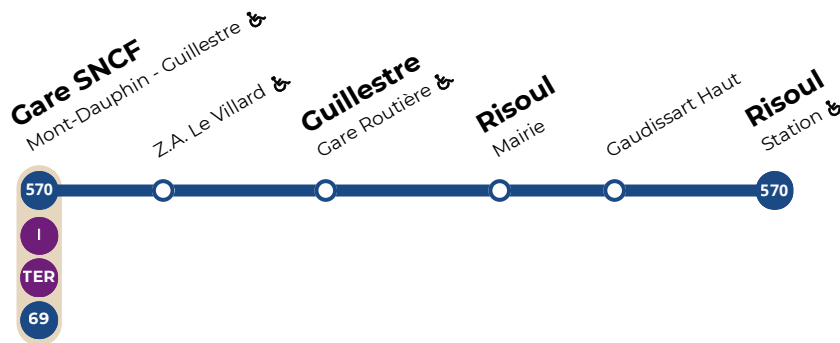 Gare SNCF
Mont-Dauphin - Guillestre
Z.A. Le Villard
Guillestre
Gare Routière
Risoul
Mairie
Gaudissart Haut
Risoul
Station
570
570
I
TER
69